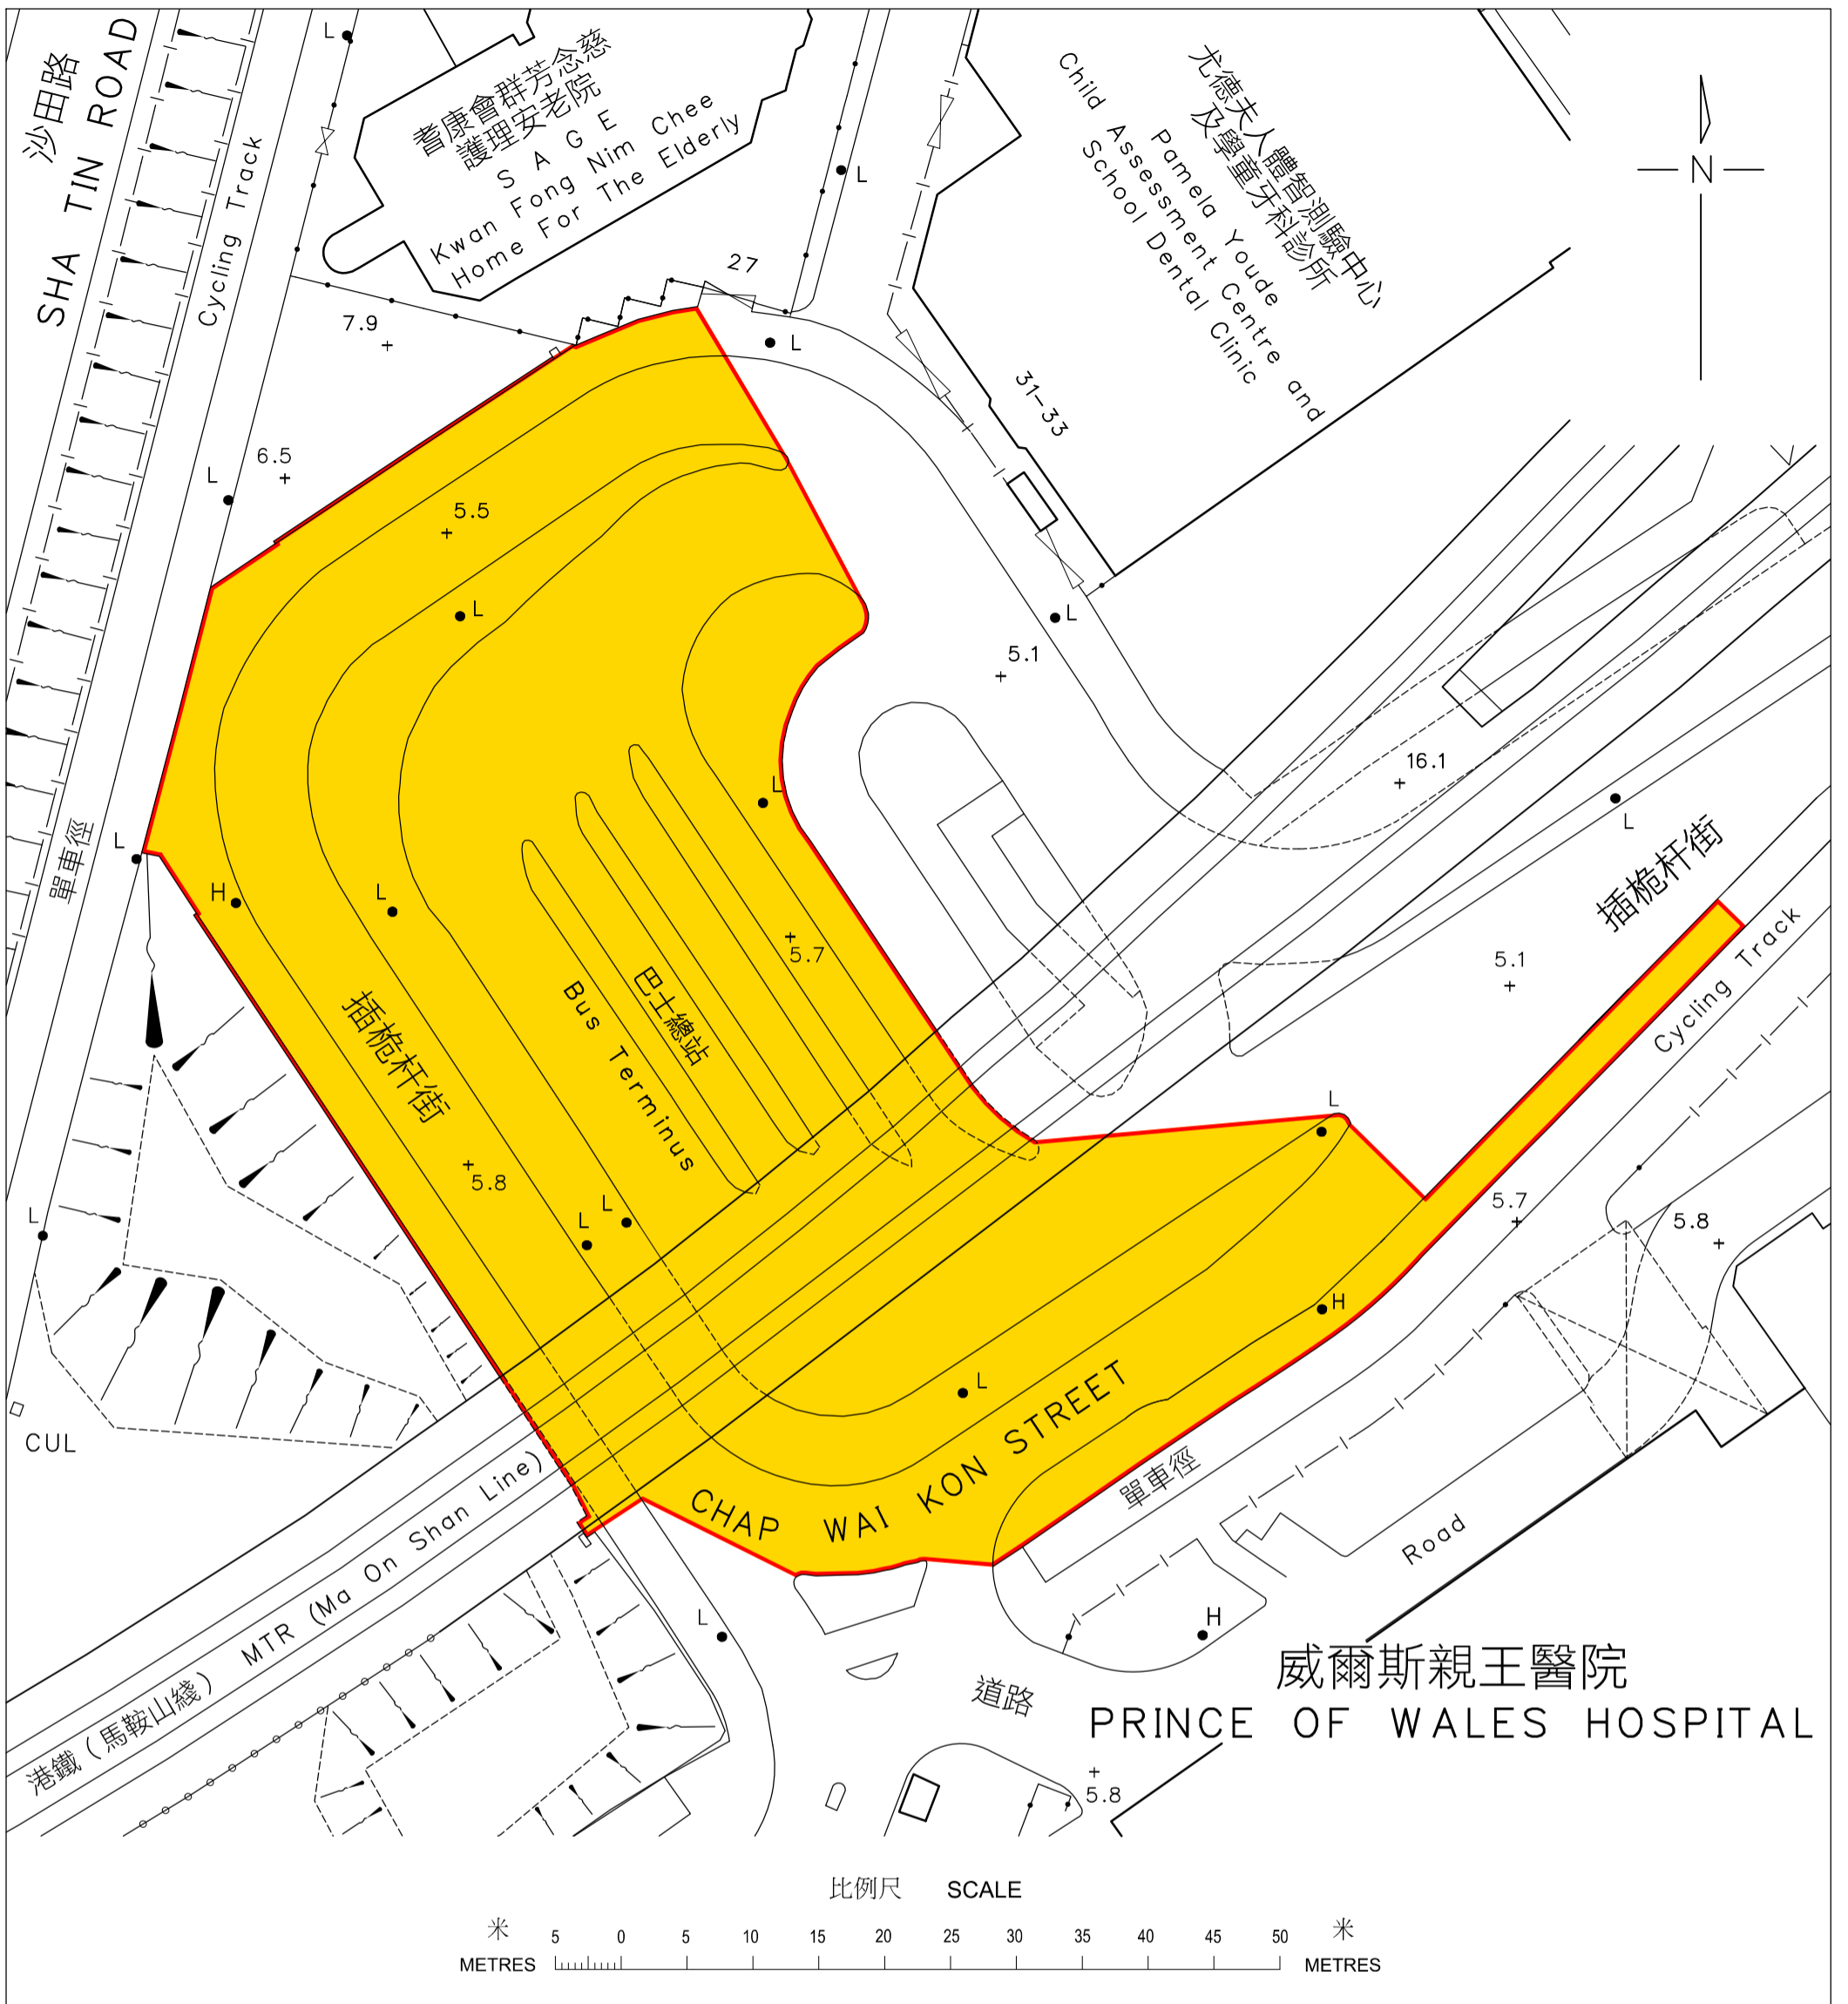 沙田路
SHA TIN ROAD
Cycling Track
L
耆康會群芳念慈
護理安老院
S A G E
Kwan Fong Nim Chee
Home For The Elderly
27
L
尤德夫人體智測驗中心
及學童牙科診所
Pamela Youde
Child Assessment Centre and
School Dental Clinic
31-33
N
7.9
L
6.5
L
5.5
L
L
5.1
16.1
L
L
單車徑
L
H
L
5.7
插桅杆街
巴士總站
Bus Terminus
5.8
插桅杆街
5.1
Cycling Track
L
L
L
L
5.7
5.8
H
L
CUL
CHAP WAI KON STREET
單車徑
Road
港鐵（馬鞍山綫） MTR (Ma On Shan Line)
L
H
道路
威爾斯親王醫院
PRINCE OF WALES HOSPITAL
5.8
比例尺 SCALE
米 5 0 5 10 15 20 25 30 35 40 45 50 米
METRES METRES